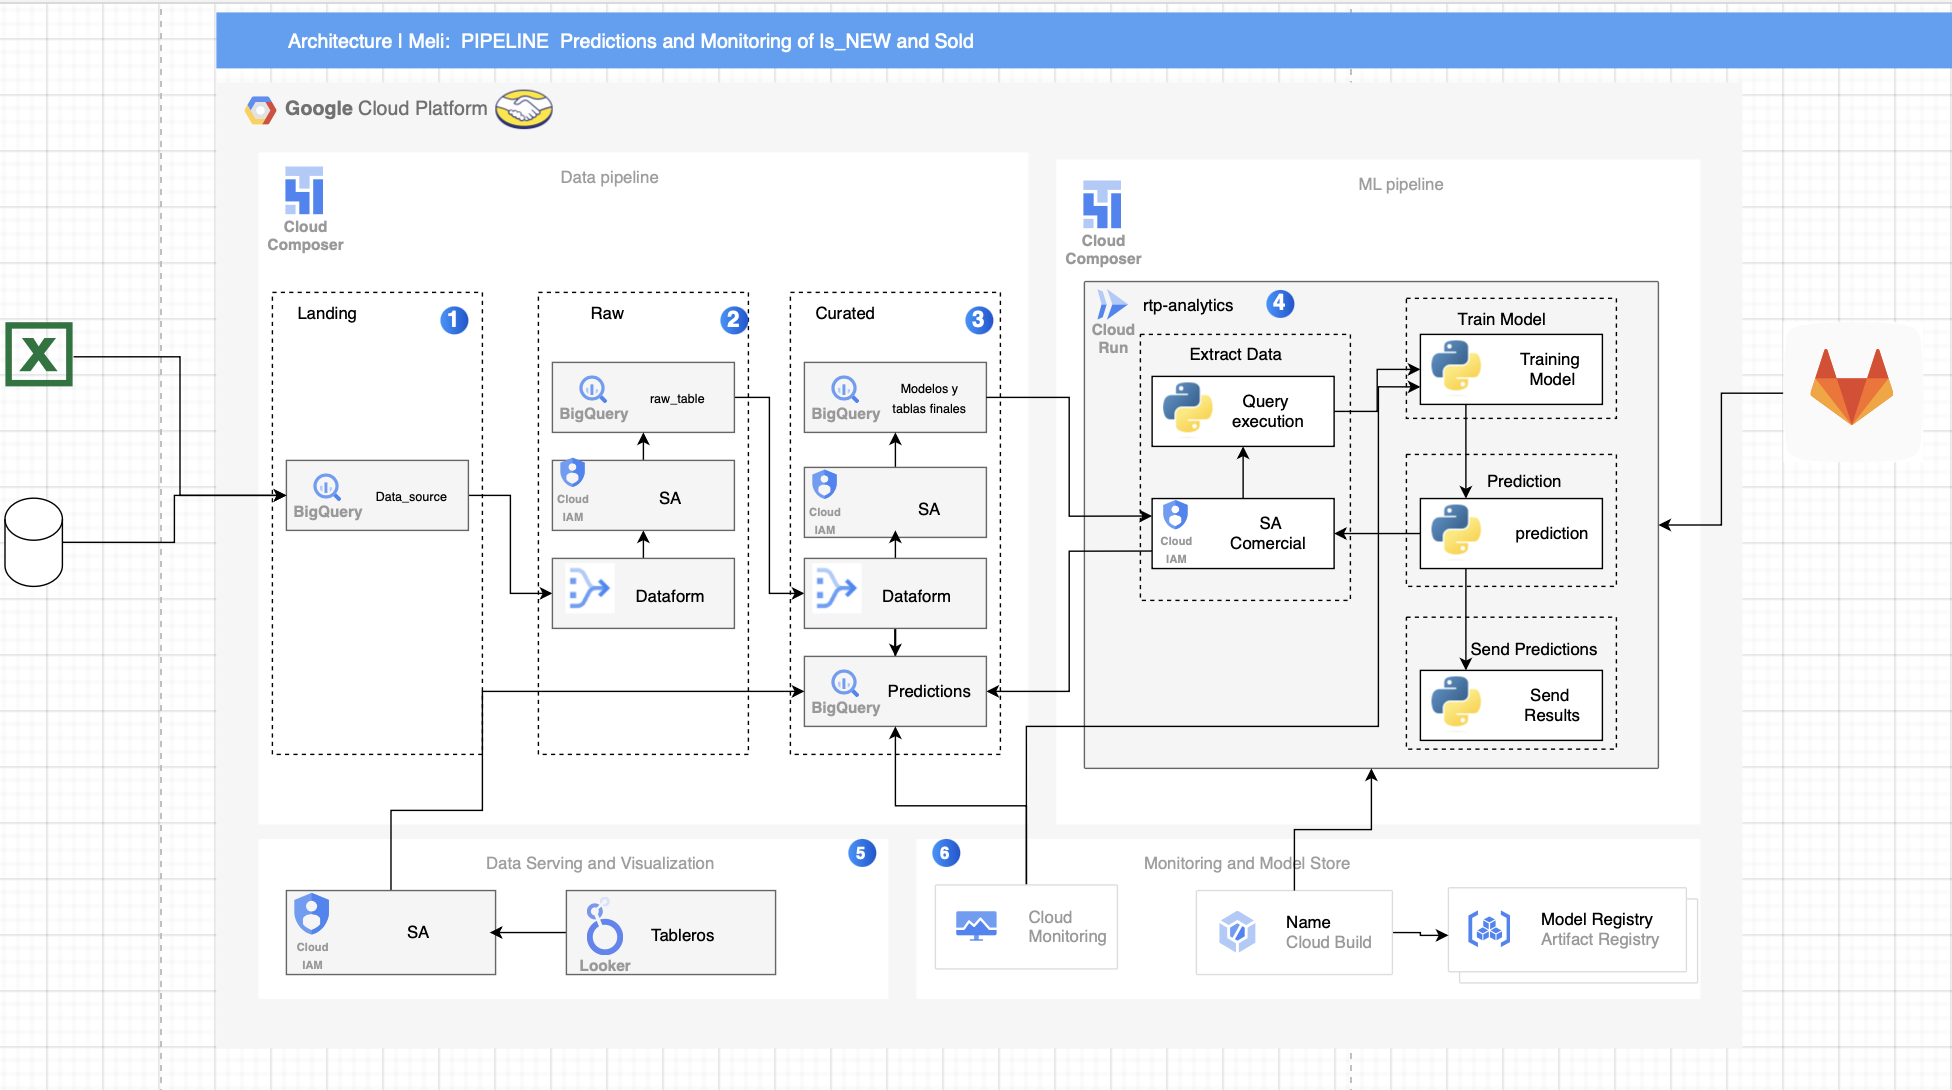 Architecture | Meli:  PIPELINE  Predictions and Monitoring of Is_NEW and Sold
Google Cloud Platform
Data pipeline
Cloud
Composer
Landing
1
BigQuery
Data_source
Raw
2
BigQuery
raw_table
Cloud
IAM
SA
Dataform
Curated
3
BigQuery
Modelos y
tablas finales
Cloud
IAM
SA
Dataform
BigQuery
Predictions
ML pipeline
Cloud
Composer
Cloud
Run
rtp-analytics
4
Extract Data
Query
execution
Cloud
IAM
SA
Comercial
Train Model
Training
Model
Prediction
prediction
Send Predictions
Send
Results
Data Serving and Visualization
5
Cloud
IAM
SA
Looker
Tableros
6
Monitoring and Model Store
Cloud
Monitoring
Name
Cloud Build
Model Registry
Artifact Registry